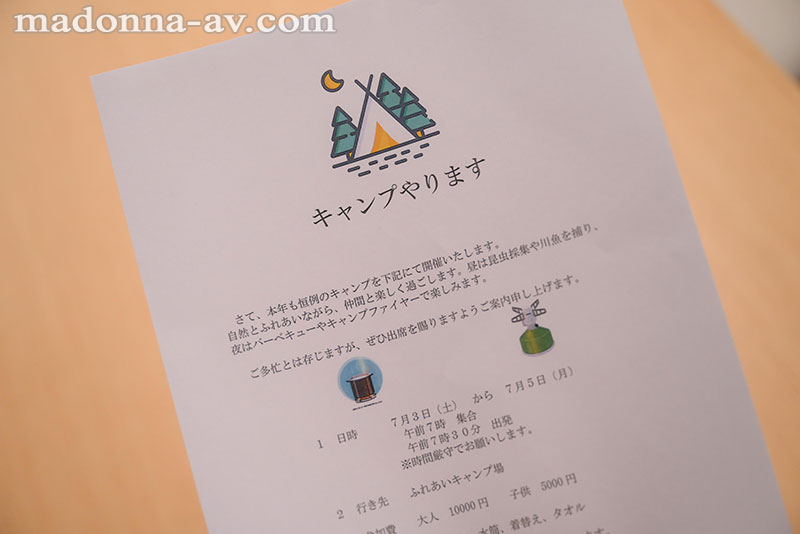 madonna-av.com
キャンプやります
さて、本年も恒例のキャンプを下記にて開催いたします。
自然とふれあいながら、仲間と楽しく過ごします。昼は昆虫採集や川魚を捕り、
夜はバーベキューやキャンプファイヤーで楽しみます。
ご多忙とは存じますが、ぜひ出席を賜りますようご案内申し上げます。
1 日時 7月3日（土） から 7月5日（月）
午前7時 集合
午前7時30分 出発
※時間厳守でお願いします。
2 行き先 ふれあいキャンプ場
参加費 大人 10000円 子供 5000円
水筒、着替え、タオル